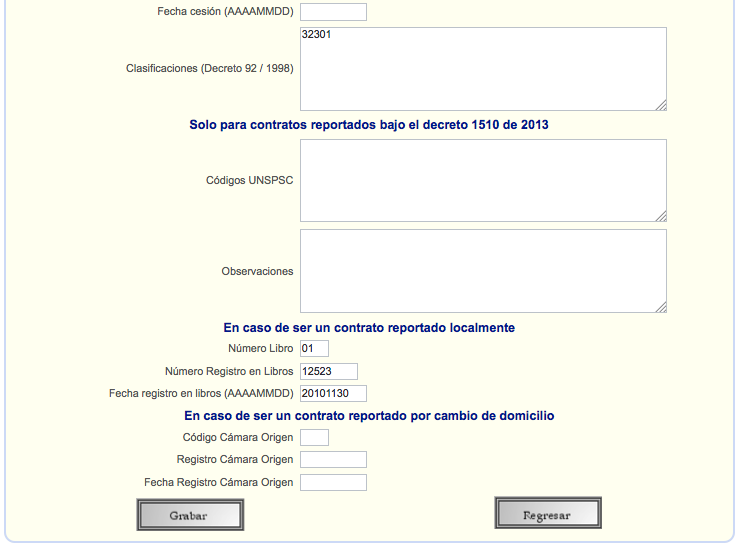 Fecha cesión (AAAAMMDD)
Clasificaciones (Decreto 92 / 1998) 32301
Solo para contratos reportados bajo el decreto 1510 de 2013
Códigos UNSPSC
Observaciones
En caso de ser un contrato reportado localmente
Número Libro 01
Número Registro en Libros 12523
Fecha registro en libros (AAAAMMDD) 20101130
En caso de ser un contrato reportado por cambio de domicilio
Código Cámara Origen
Registro Cámara Origen
Fecha Registro Cámara Origen
Grabar Regresar